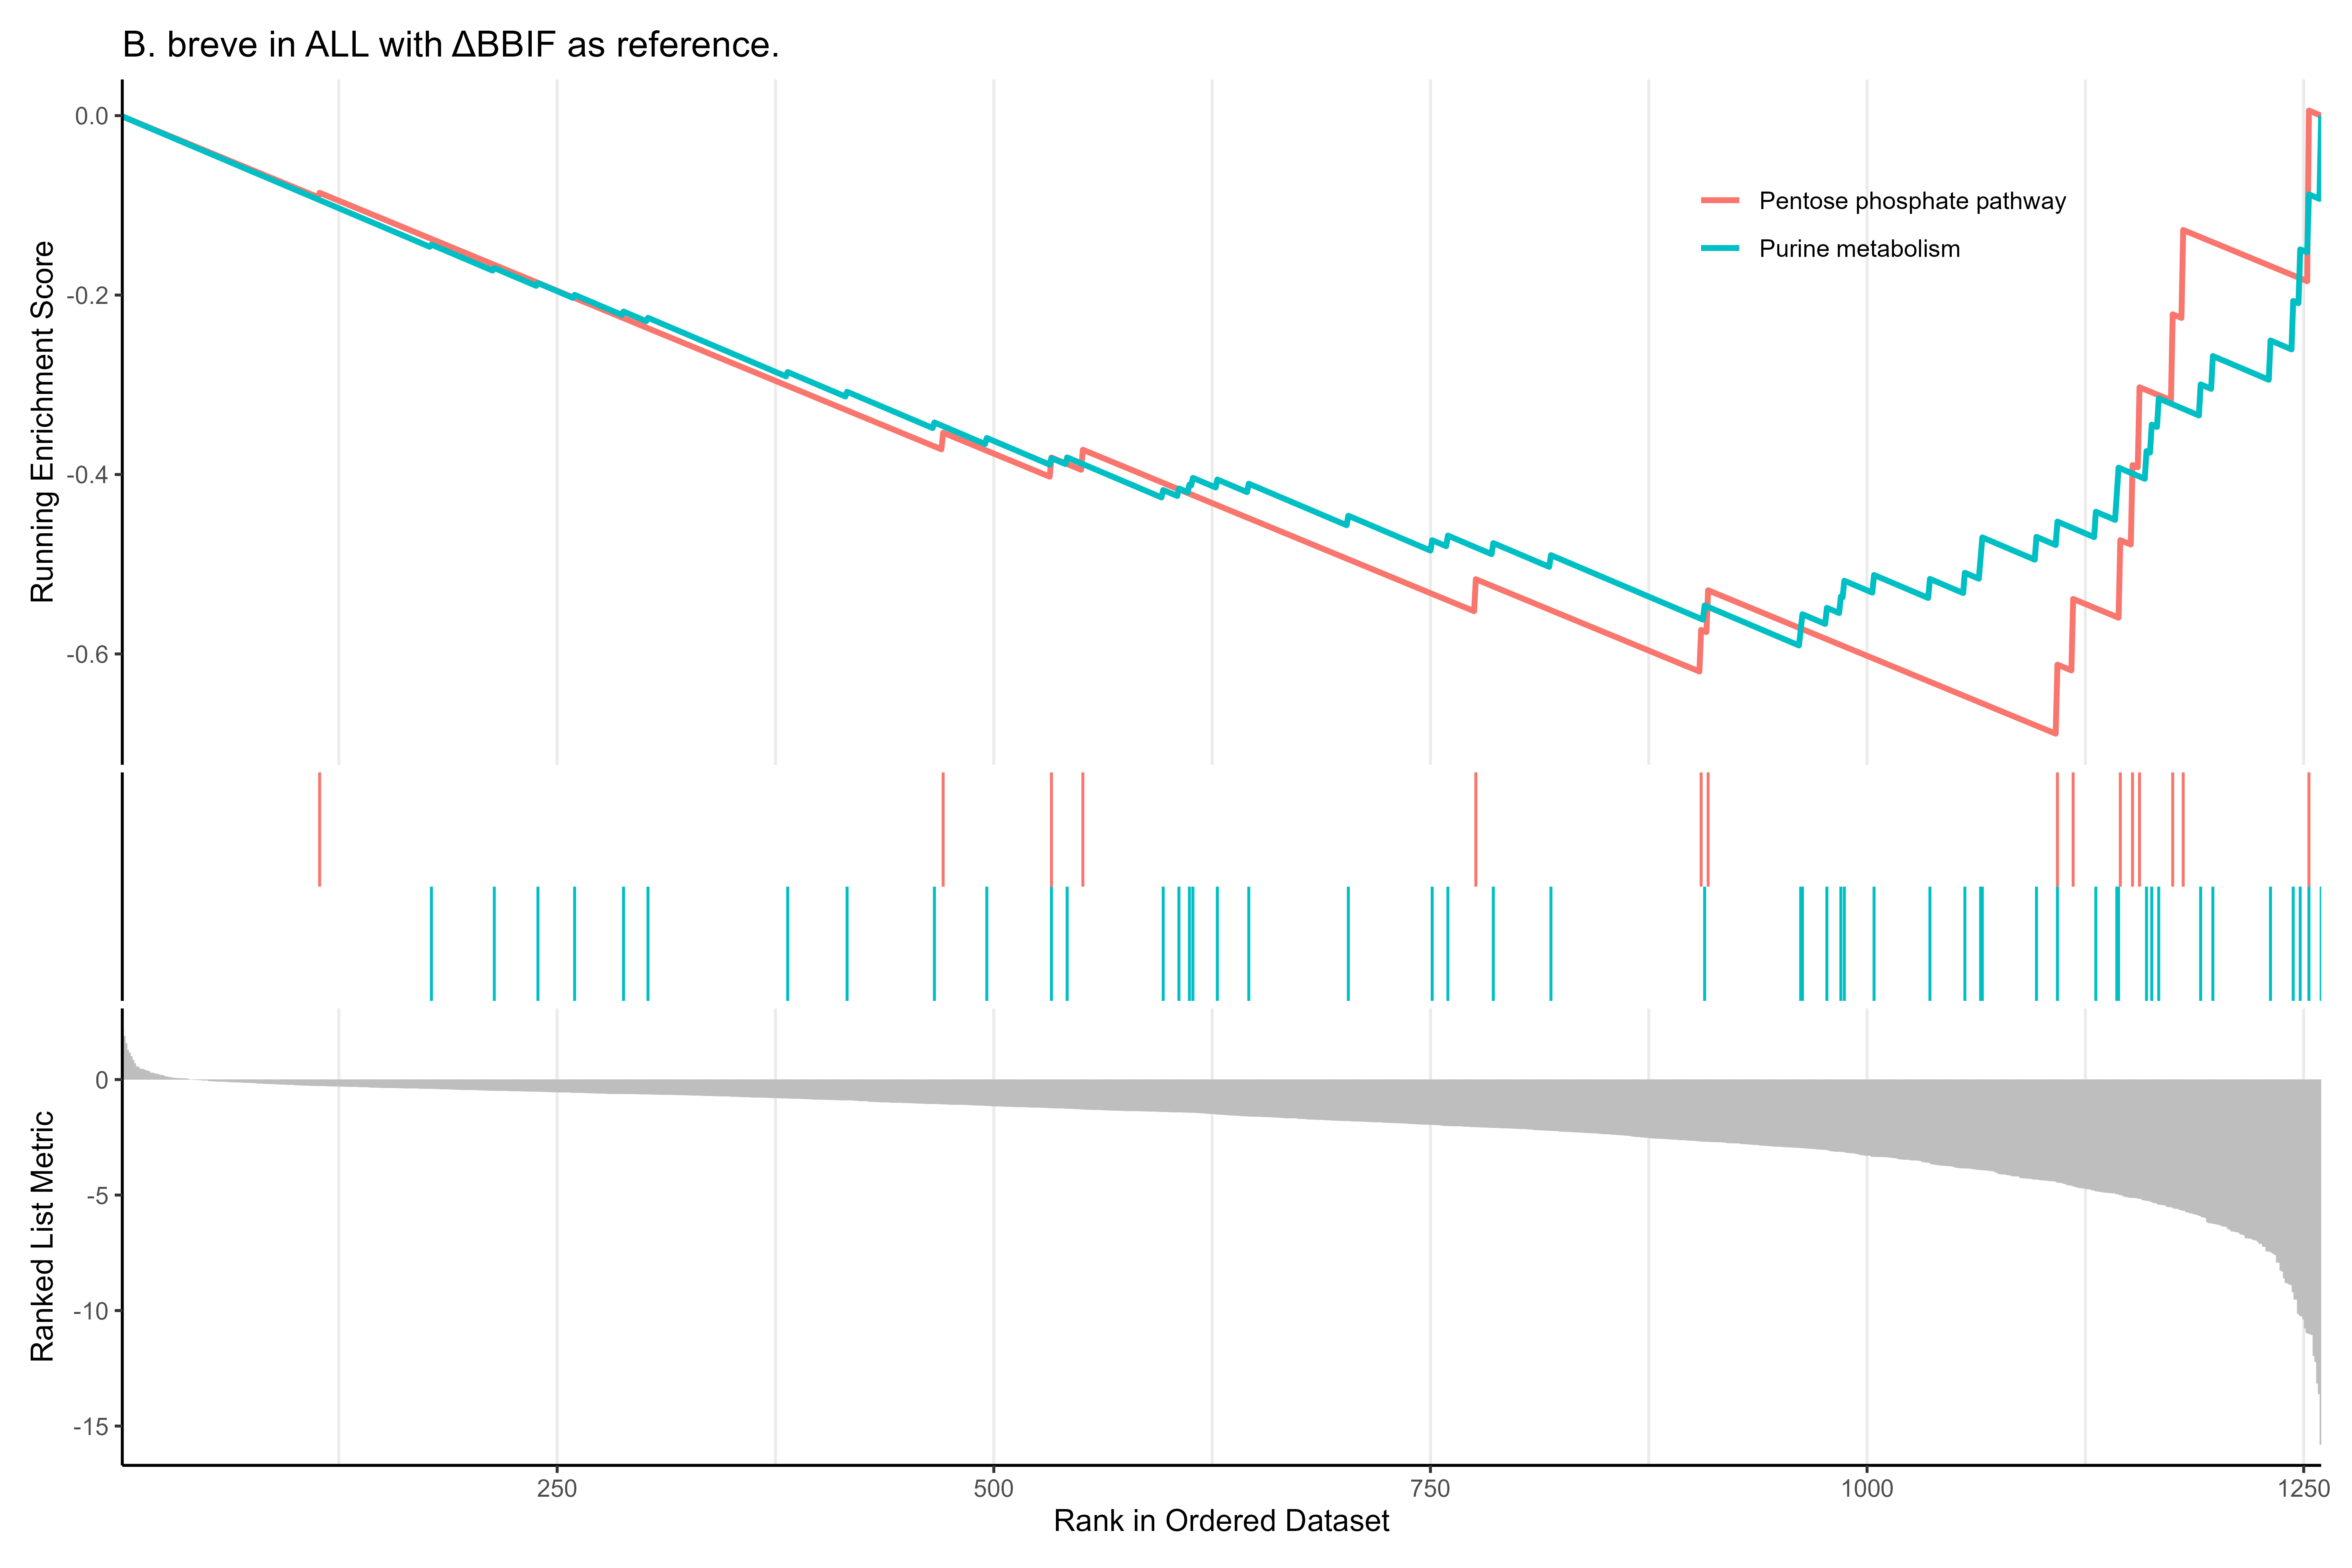 B. breve in ALL with ΔBBIF as reference.
Running Enrichment Score
0.0
-0.2
-0.4
-0.6
Pentose phosphate pathway
Purine metabolism
Ranked List Metric
0
-5
-10
-15
250
500
750
1000
1250
Rank in Ordered Dataset